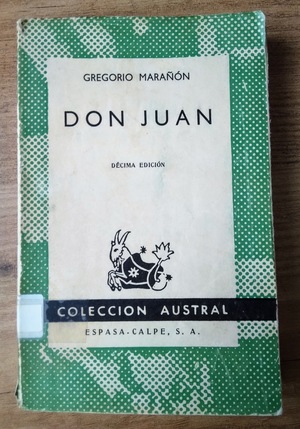 GREGORIO MARAÑÓN
DON JUAN
DÉCIMA EDICIÓN
COLECCION AUSTRAL
ESPASA-CALPE, S. A.